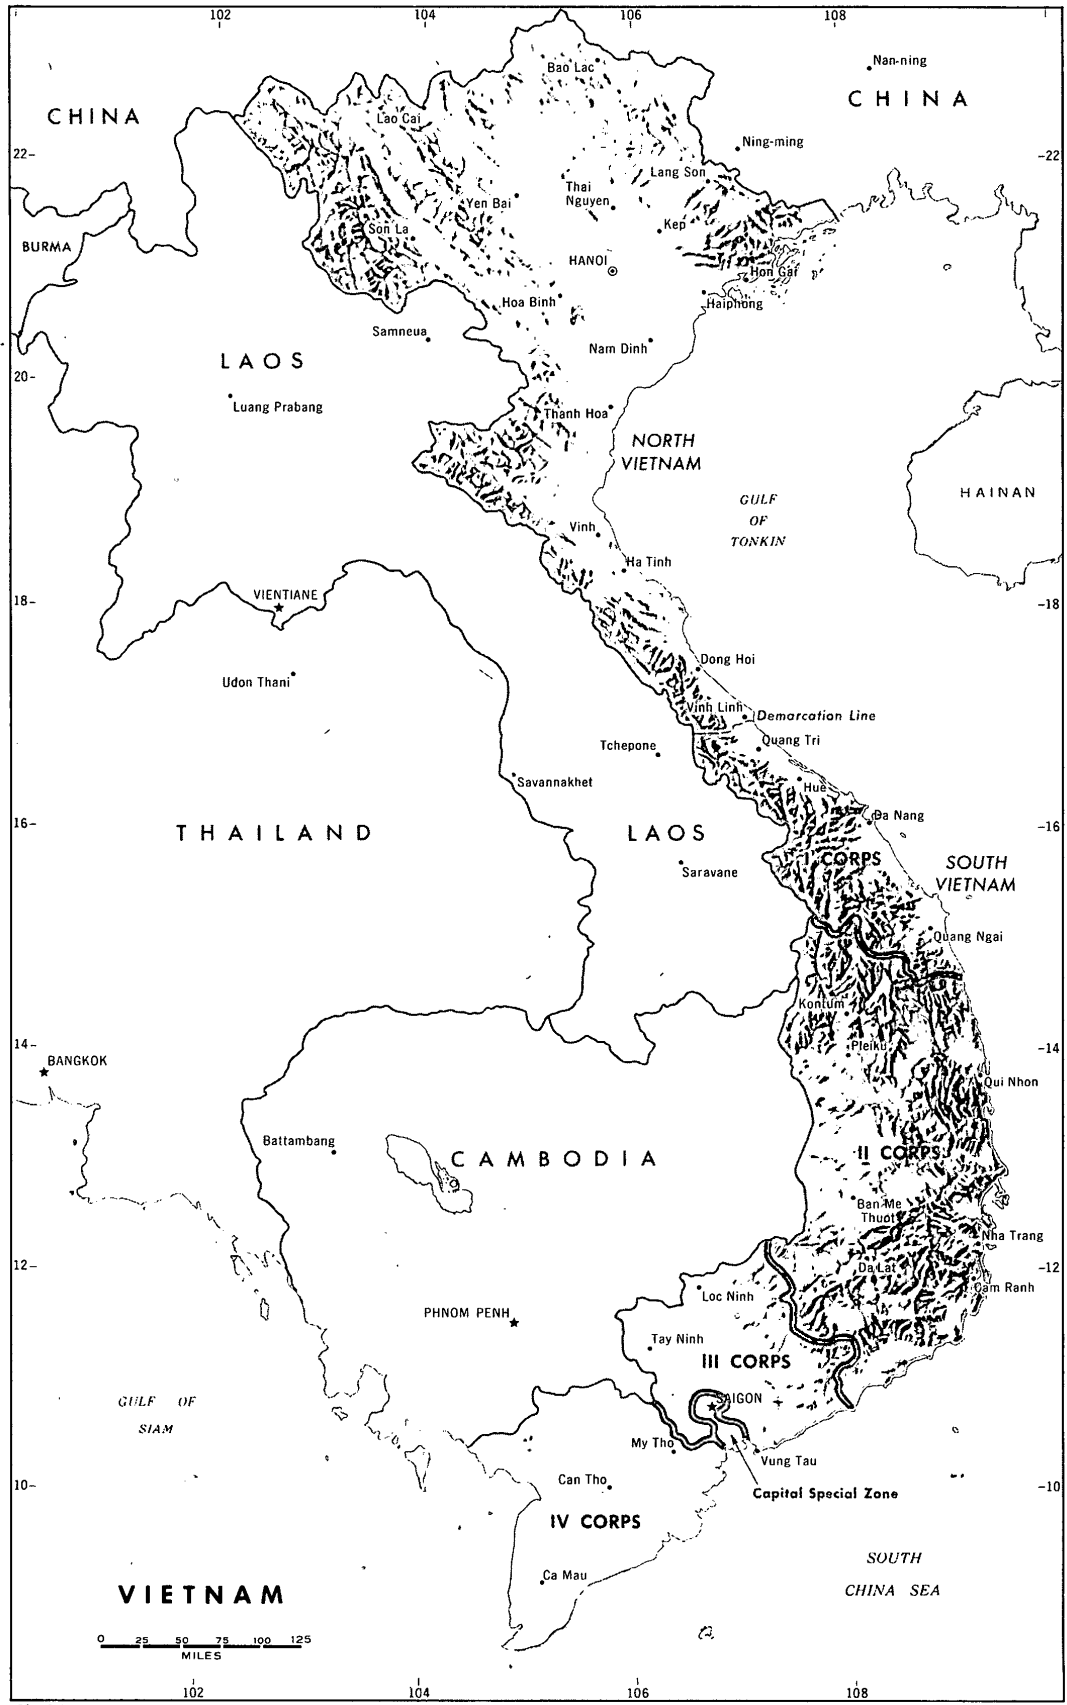 102 104 106 108
Nan-ning
Bao Lac
CHINA
CHINA
Lao Cai
22-
Ning-ming
-22
Lang Son
Thai
Nguyen
Yen Bai
Kep
Son La
BURMA
HANOI
Hon Gai
Hoa Binh
Haiphong
Samneua
Nam Dinh
LAOS
20-
Luang Prabang
Thanh Hoa
NORTH
VIETNAM
HAINAN
GULF
OF
TONKIN
Vinh
Ha Tinh
VIENTIANE
18-
-18
Dong Hoi
Udon Thani
Vinh Linh
Demarcation Line
Quang Tri
Tchepone
Savannakhet
Hue
Da Nang
16-
-16
THAILAND
LAOS
I CORPS
SOUTH
VIETNAM
Saravane
Quang Ngai
Kontum
14-
Pleiku
-14
BANGKOK
Qui Nhon
Battambang
CAMBODIA
II CORPS
Ban Me
Thuot
Nha Trang
12-
Da Lat
-12
Cam Ranh
Loc Ninh
PHNOM PENH
Tay Ninh
III CORPS
GULF OF
SIAM
SAIGON
My Tho
Vung Tau
Can Tho
10-
-10
Capital Special Zone
IV CORPS
SOUTH
CHINA SEA
Ca Mau
VIETNAM
0 25 50 75 100 125
MILES
102 104 106 108